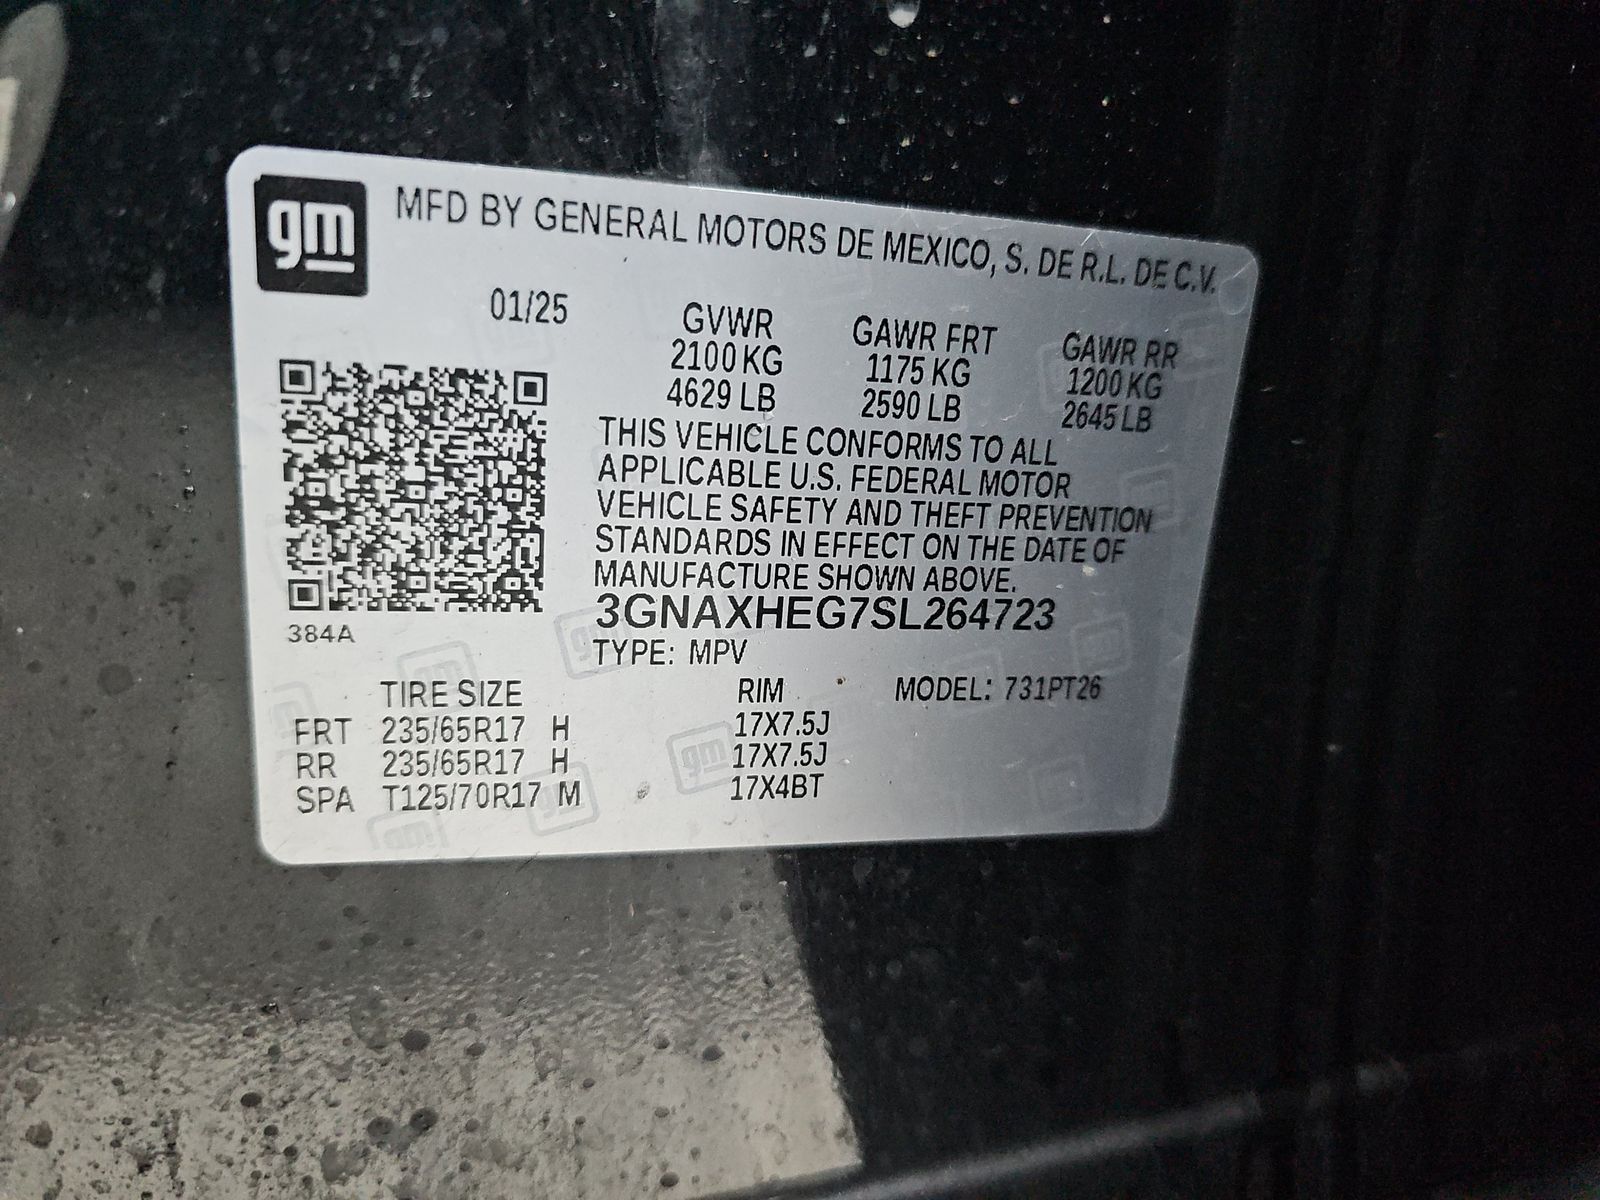 gm
MFD BY GENERAL MOTORS DE MEXICO, S. DE R.L. DE C.V.
01/25
GVWR GAWR FRT GAWR RR
2100 KG 1175 KG 1200 KG
4629 LB 2590 LB 2645 LB
THIS VEHICLE CONFORMS TO ALL
APPLICABLE U.S. FEDERAL MOTOR
VEHICLE SAFETY AND THEFT PREVENTION
STANDARDS IN EFFECT ON THE DATE OF
MANUFACTURE SHOWN ABOVE.
3GNAXHEG7SL264723
384A
TYPE: MPV
TIRE SIZE RIM MODEL: 731PT26
FRT 235/65R17 H 17X7.5J
RR 235/65R17 H 17X7.5J
SPA T125/70R17 M 17X4BT